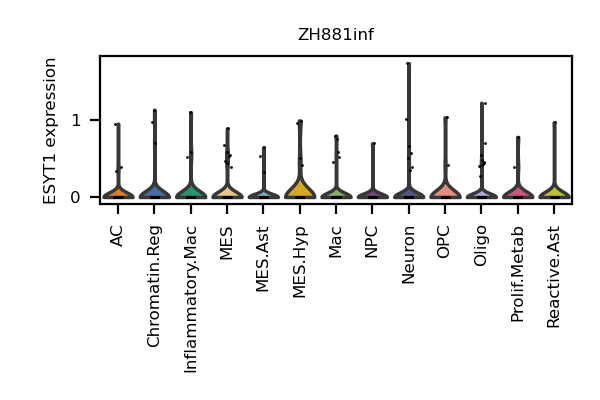 ZH881inf
ESYT1 expression
1
0
AC
Chromatin.Reg
Inflammatory.Mac
MES
MES.Ast
MES.Hyp
Mac
NPC
Neuron
OPC
Oligo
Prolif.Metab
Reactive.Ast